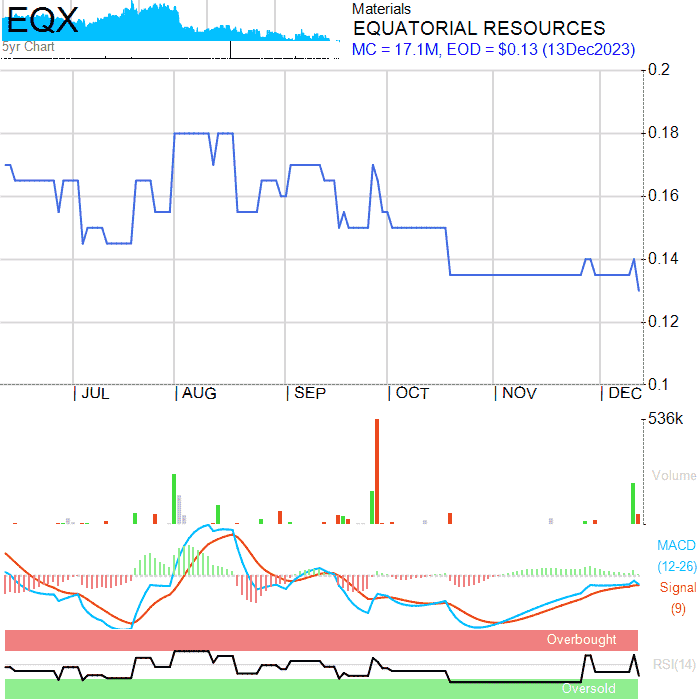 EQX
5yr Chart
Materials
EQUATORIAL RESOURCES
MC = 17.1M, EOD = $0.13 (13Dec2023)
0.2
0.18
0.16
0.14
0.12
0.1
| JUL | AUG | SEP | OCT | NOV | DEC
536k
Volume
MACD
(12-26)
Signal
(9)
Overbought
RSI(14)
Oversold